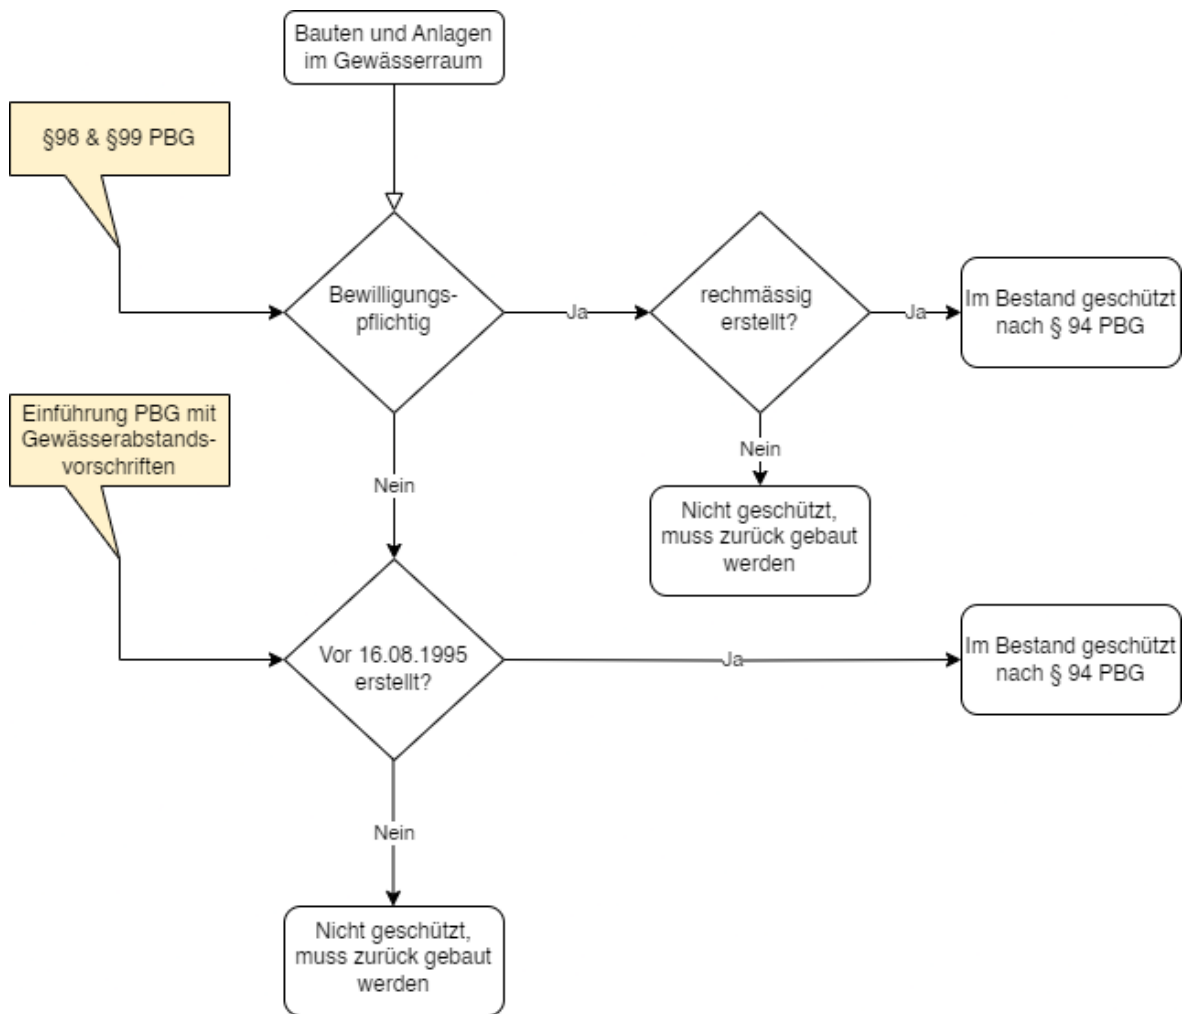 Bauten und Anlagen
im Gewässerraum
§98 & §99 PBG
Bewilligungs-
pflichtig
Ja
rechmässig
erstellt?
Ja
Im Bestand geschützt
nach § 94 PBG
Nein
Nicht geschützt,
muss zurück gebaut
werden
Einführung PBG mit
Gewässerabstands-
vorschriften
Nein
Vor 16.08.1995
erstellt?
Ja
Im Bestand geschützt
nach § 94 PBG
Nein
Nicht geschützt,
muss zurück gebaut
werden